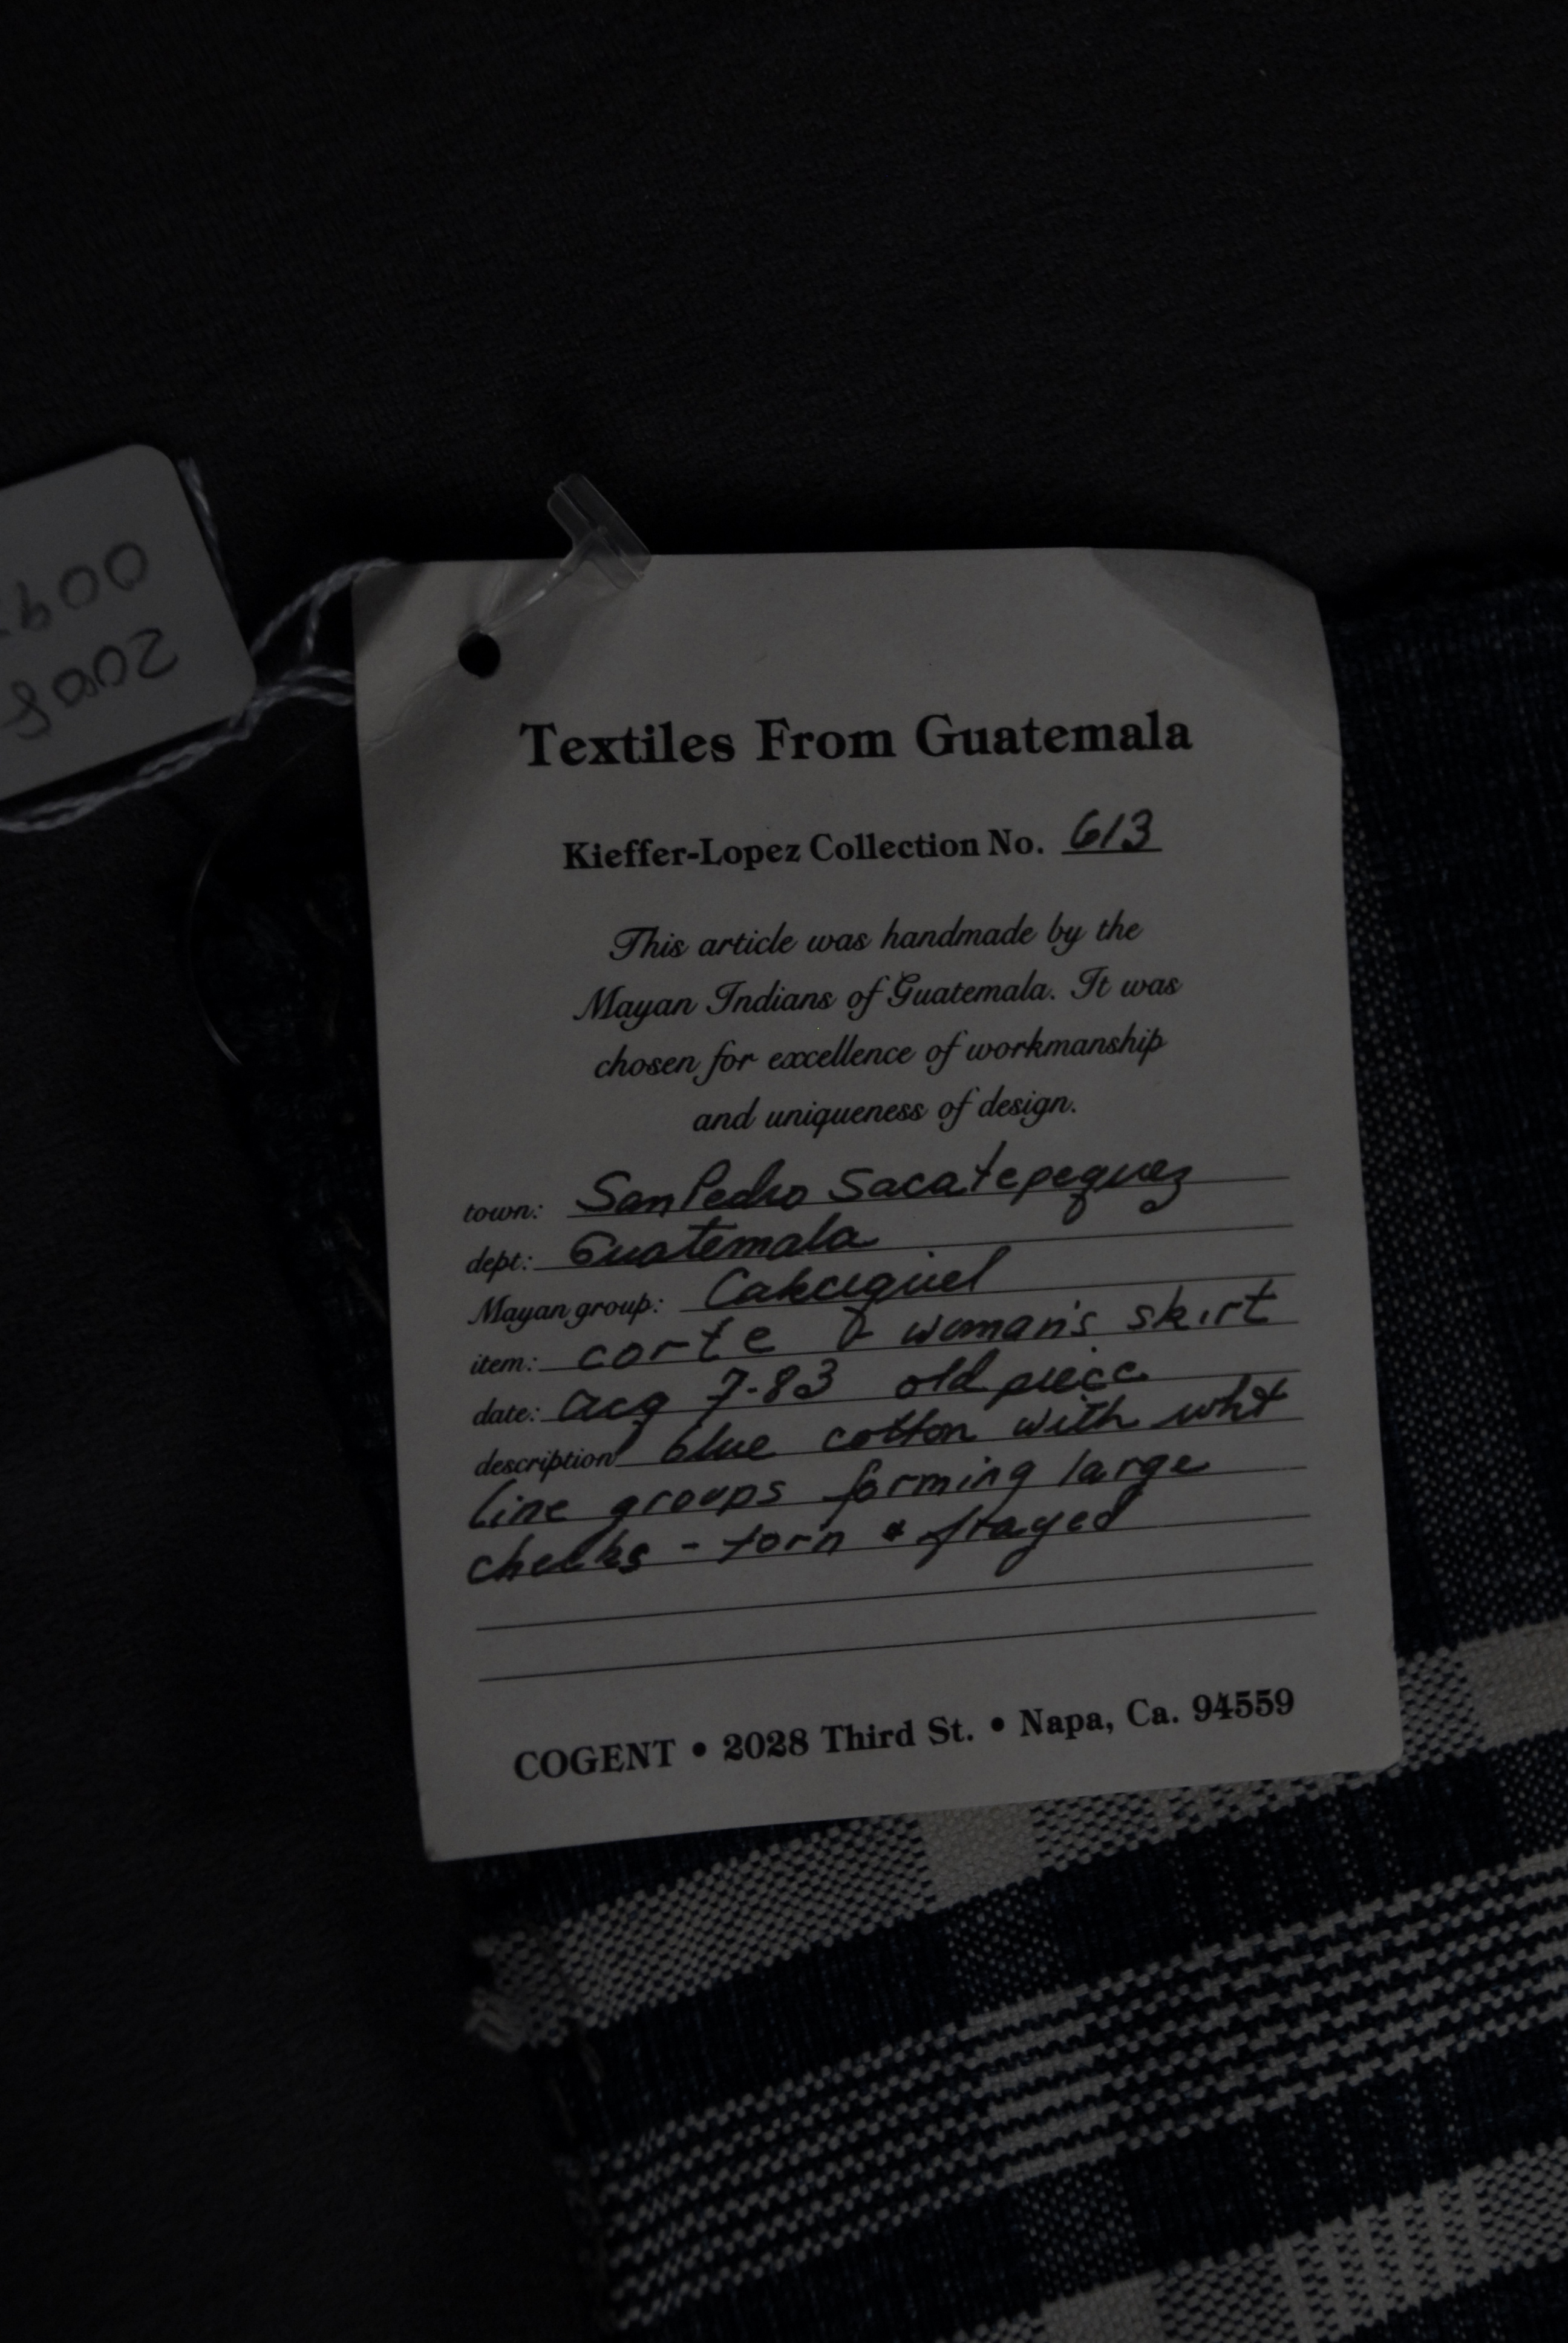 2008
00
Textiles From Guatemala
Kieffer-Lopez Collection No. 613
This article was handmade by the
Mayan Indians of Guatemala. It was
chosen for excellence of workmanship
and uniqueness of design.
town: San Pedro Sacatepequez
dept: Guatemala
Mayan group: Cakciquiel
item: corte woman's skirt
date: acq 7-83 old piece
description blue cotton with wht
line groups forming large
checks - torn & frayed
COGENT • 2028 Third St. • Napa, Ca. 94559